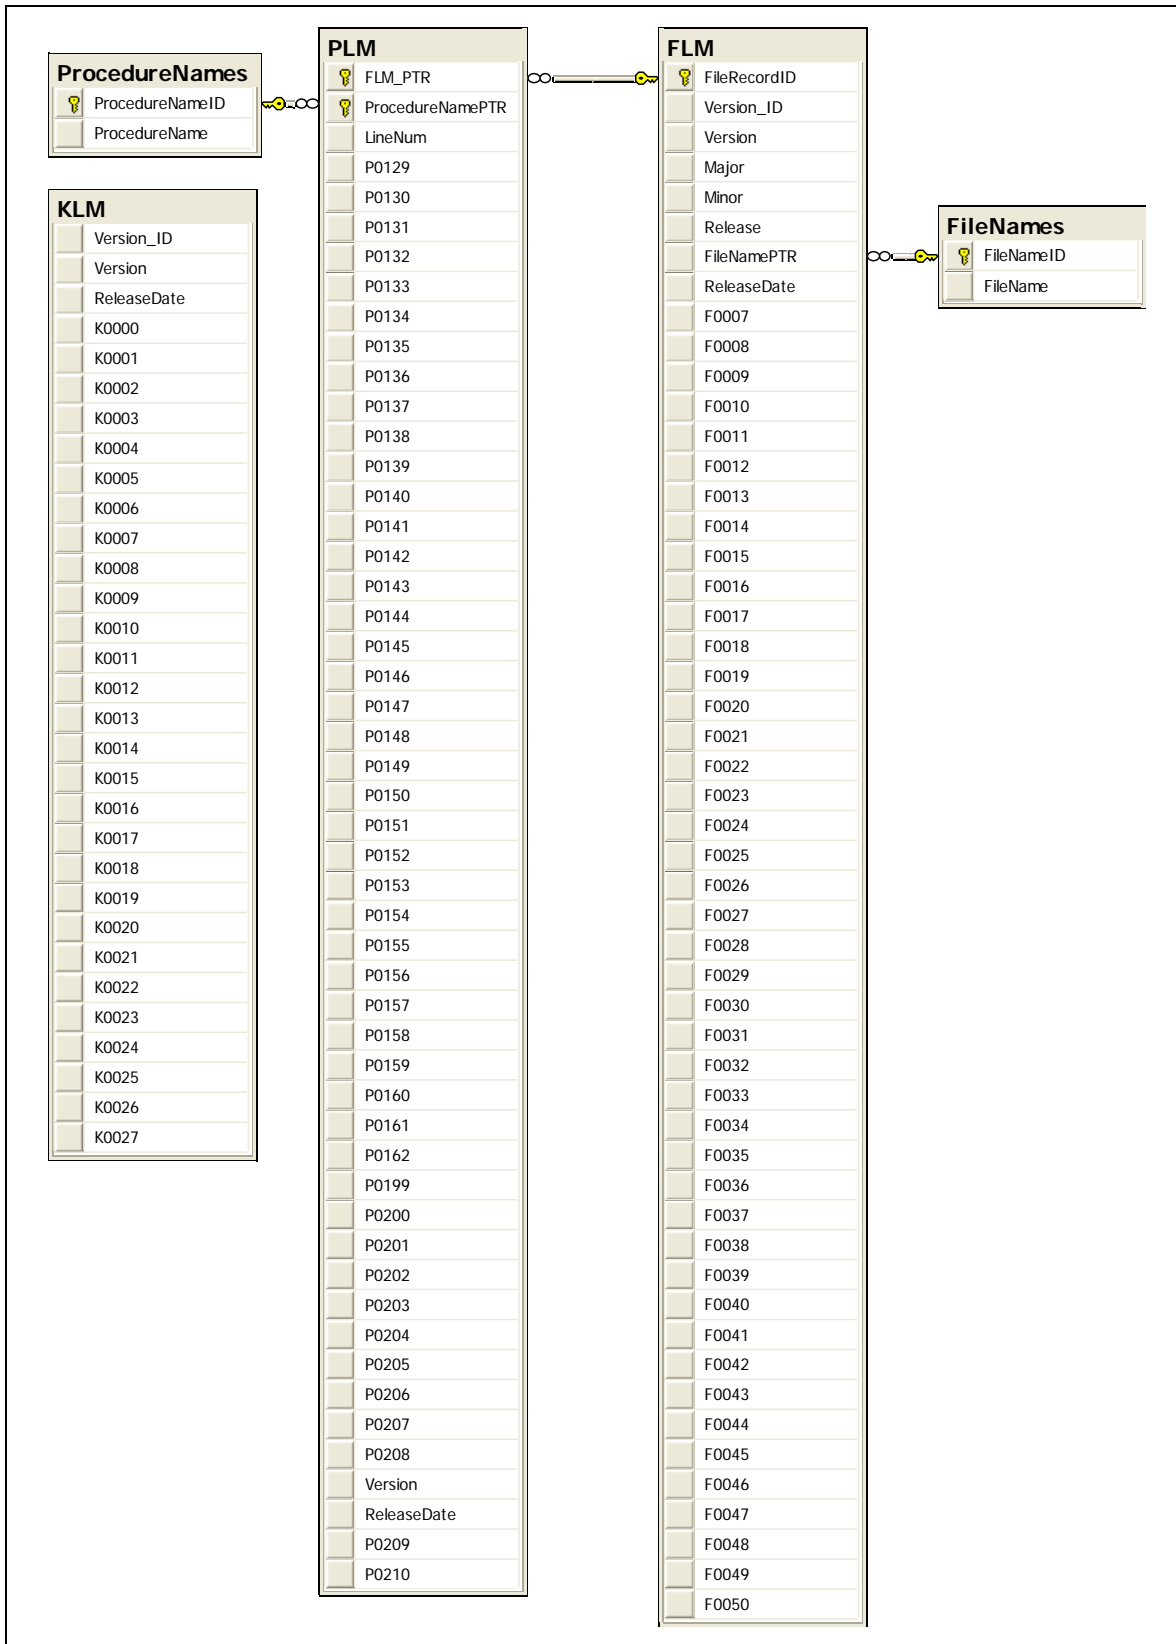 ProcedureNames
ProcedureNameID
ProcedureName
KLM
Version_ID
Version
ReleaseDate
K0000
K0001
K0002
K0003
K0004
K0005
K0006
K0007
K0008
K0009
K0010
K0011
K0012
K0013
K0014
K0015
K0016
K0017
K0018
K0019
K0020
K0021
K0022
K0023
K0024
K0025
K0026
K0027
PLM
FLM_PTR
ProcedureNamePTR
LineNum
P0129
P0130
P0131
P0132
P0133
P0134
P0135
P0136
P0137
P0138
P0139
P0140
P0141
P0142
P0143
P0144
P0145
P0146
P0147
P0148
P0149
P0150
P0151
P0152
P0153
P0154
P0155
P0156
P0157
P0158
P0159
P0160
P0161
P0162
P0199
P0200
P0201
P0202
P0203
P0204
P0205
P0206
P0207
P0208
Version
ReleaseDate
P0209
P0210
FLM
FileRecordID
Version_ID
Version
Major
Minor
Release
FileNamePTR
ReleaseDate
F0007
F0008
F0009
F0010
F0011
F0012
F0013
F0014
F0015
F0016
F0017
F0018
F0019
F0020
F0021
F0022
F0023
F0024
F0025
F0026
F0027
F0028
F0029
F0030
F0031
F0032
F0033
F0034
F0035
F0036
F0037
F0038
F0039
F0040
F0041
F0042
F0043
F0044
F0045
F0046
F0047
F0048
F0049
F0050
FileNames
FileNameID
FileName